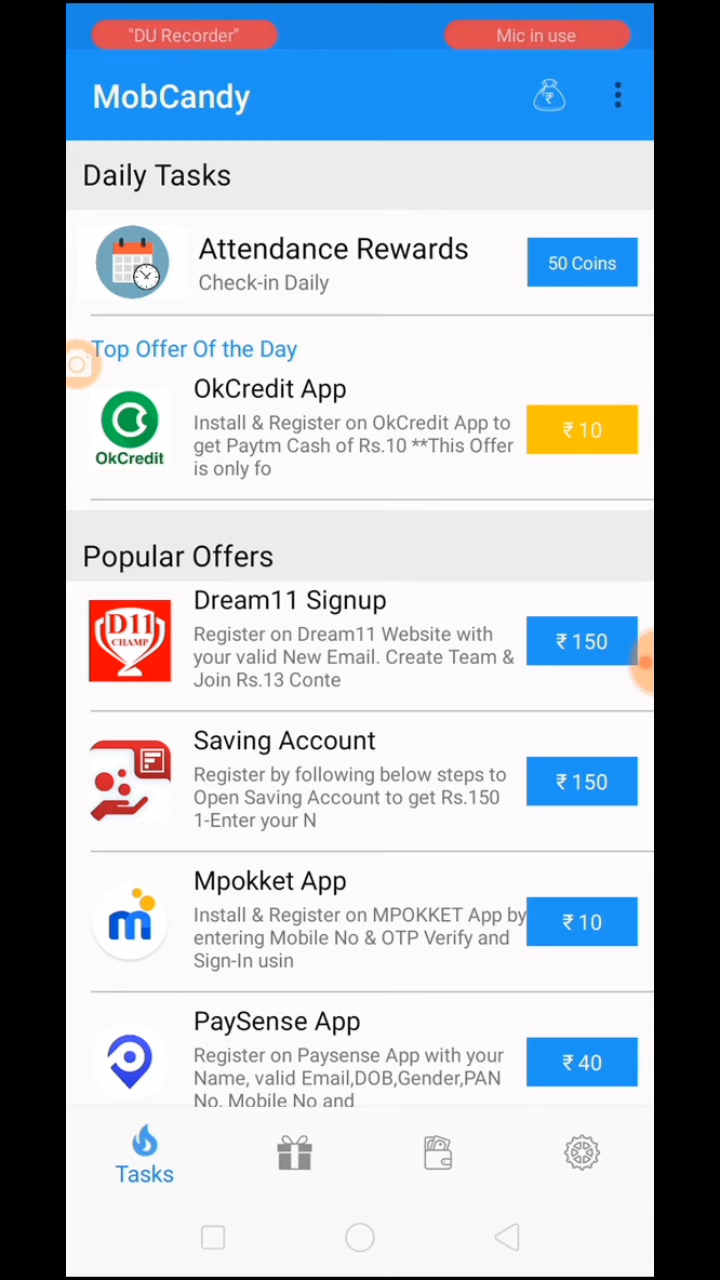 "DU Recorder"
Mic in use
MobCandy
Daily Tasks
Attendance Rewards
Check-in Daily
50 Coins
Top Offer Of the Day
OkCredit App
Install & Register on OkCredit App to
get Paytm Cash of Rs.10 **This Offer
is only fo
₹ 10
OkCredit
Popular Offers
Dream11 Signup
Register on Dream11 Website with
your valid New Email. Create Team &
Join Rs.13 Conte
₹ 150
D11
CHAMP
Saving Account
Register by following below steps to
Open Saving Account to get Rs.150
1-Enter your N
₹ 150
Mpokket App
Install & Register on MPOKKET App by
entering Mobile No & OTP Verify and
Sign-In usin
₹ 10
m
PaySense App
Register on Paysense App with your
Name, valid Email,DOB,Gender,PAN
No, Mobile No and
₹ 40
Tasks